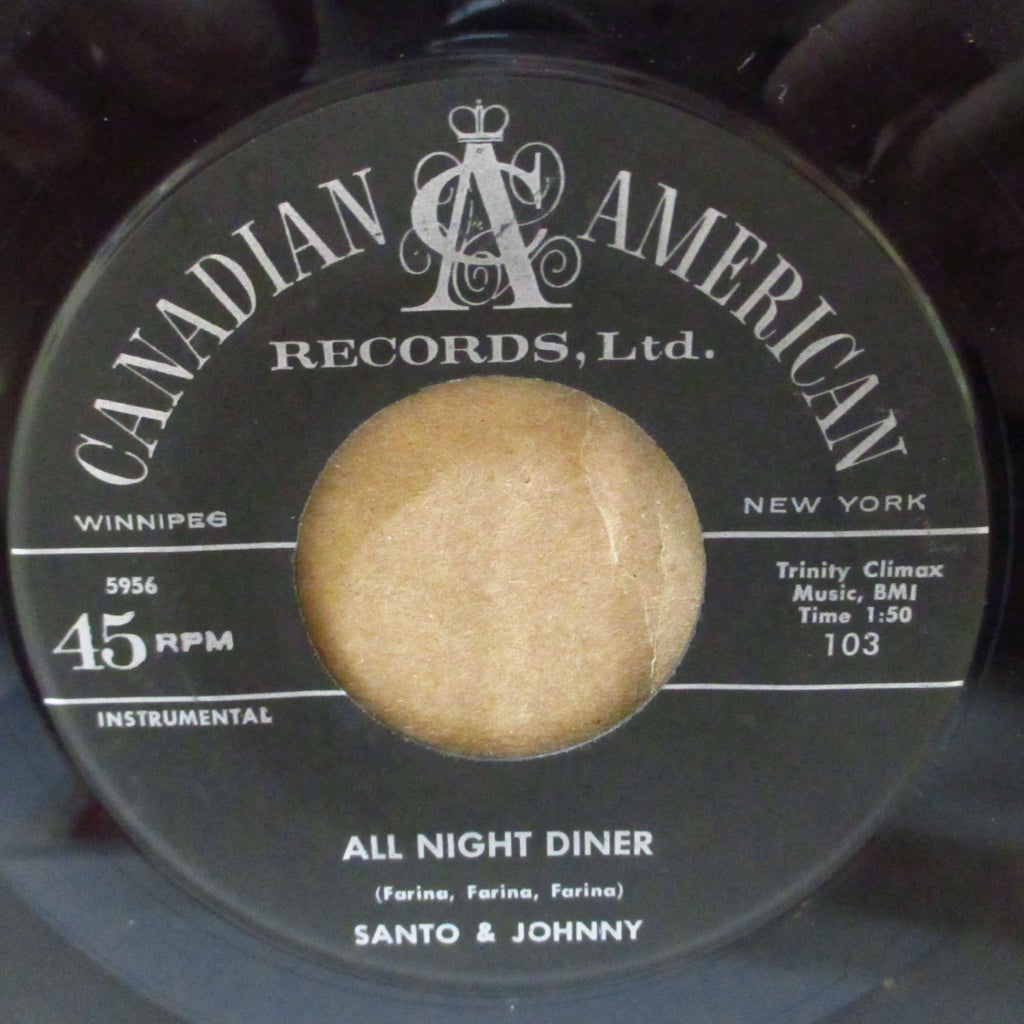 CANADIAN CA AMERICAN
RECORDS, Ltd.
WINNIPEG
NEW YORK
5956
45 RPM
INSTRUMENTAL
Trinity Climax
Music, BMI
Time 1:50
103
ALL NIGHT DINER
(Farina, Farina, Farina)
SANTO & JOHNNY